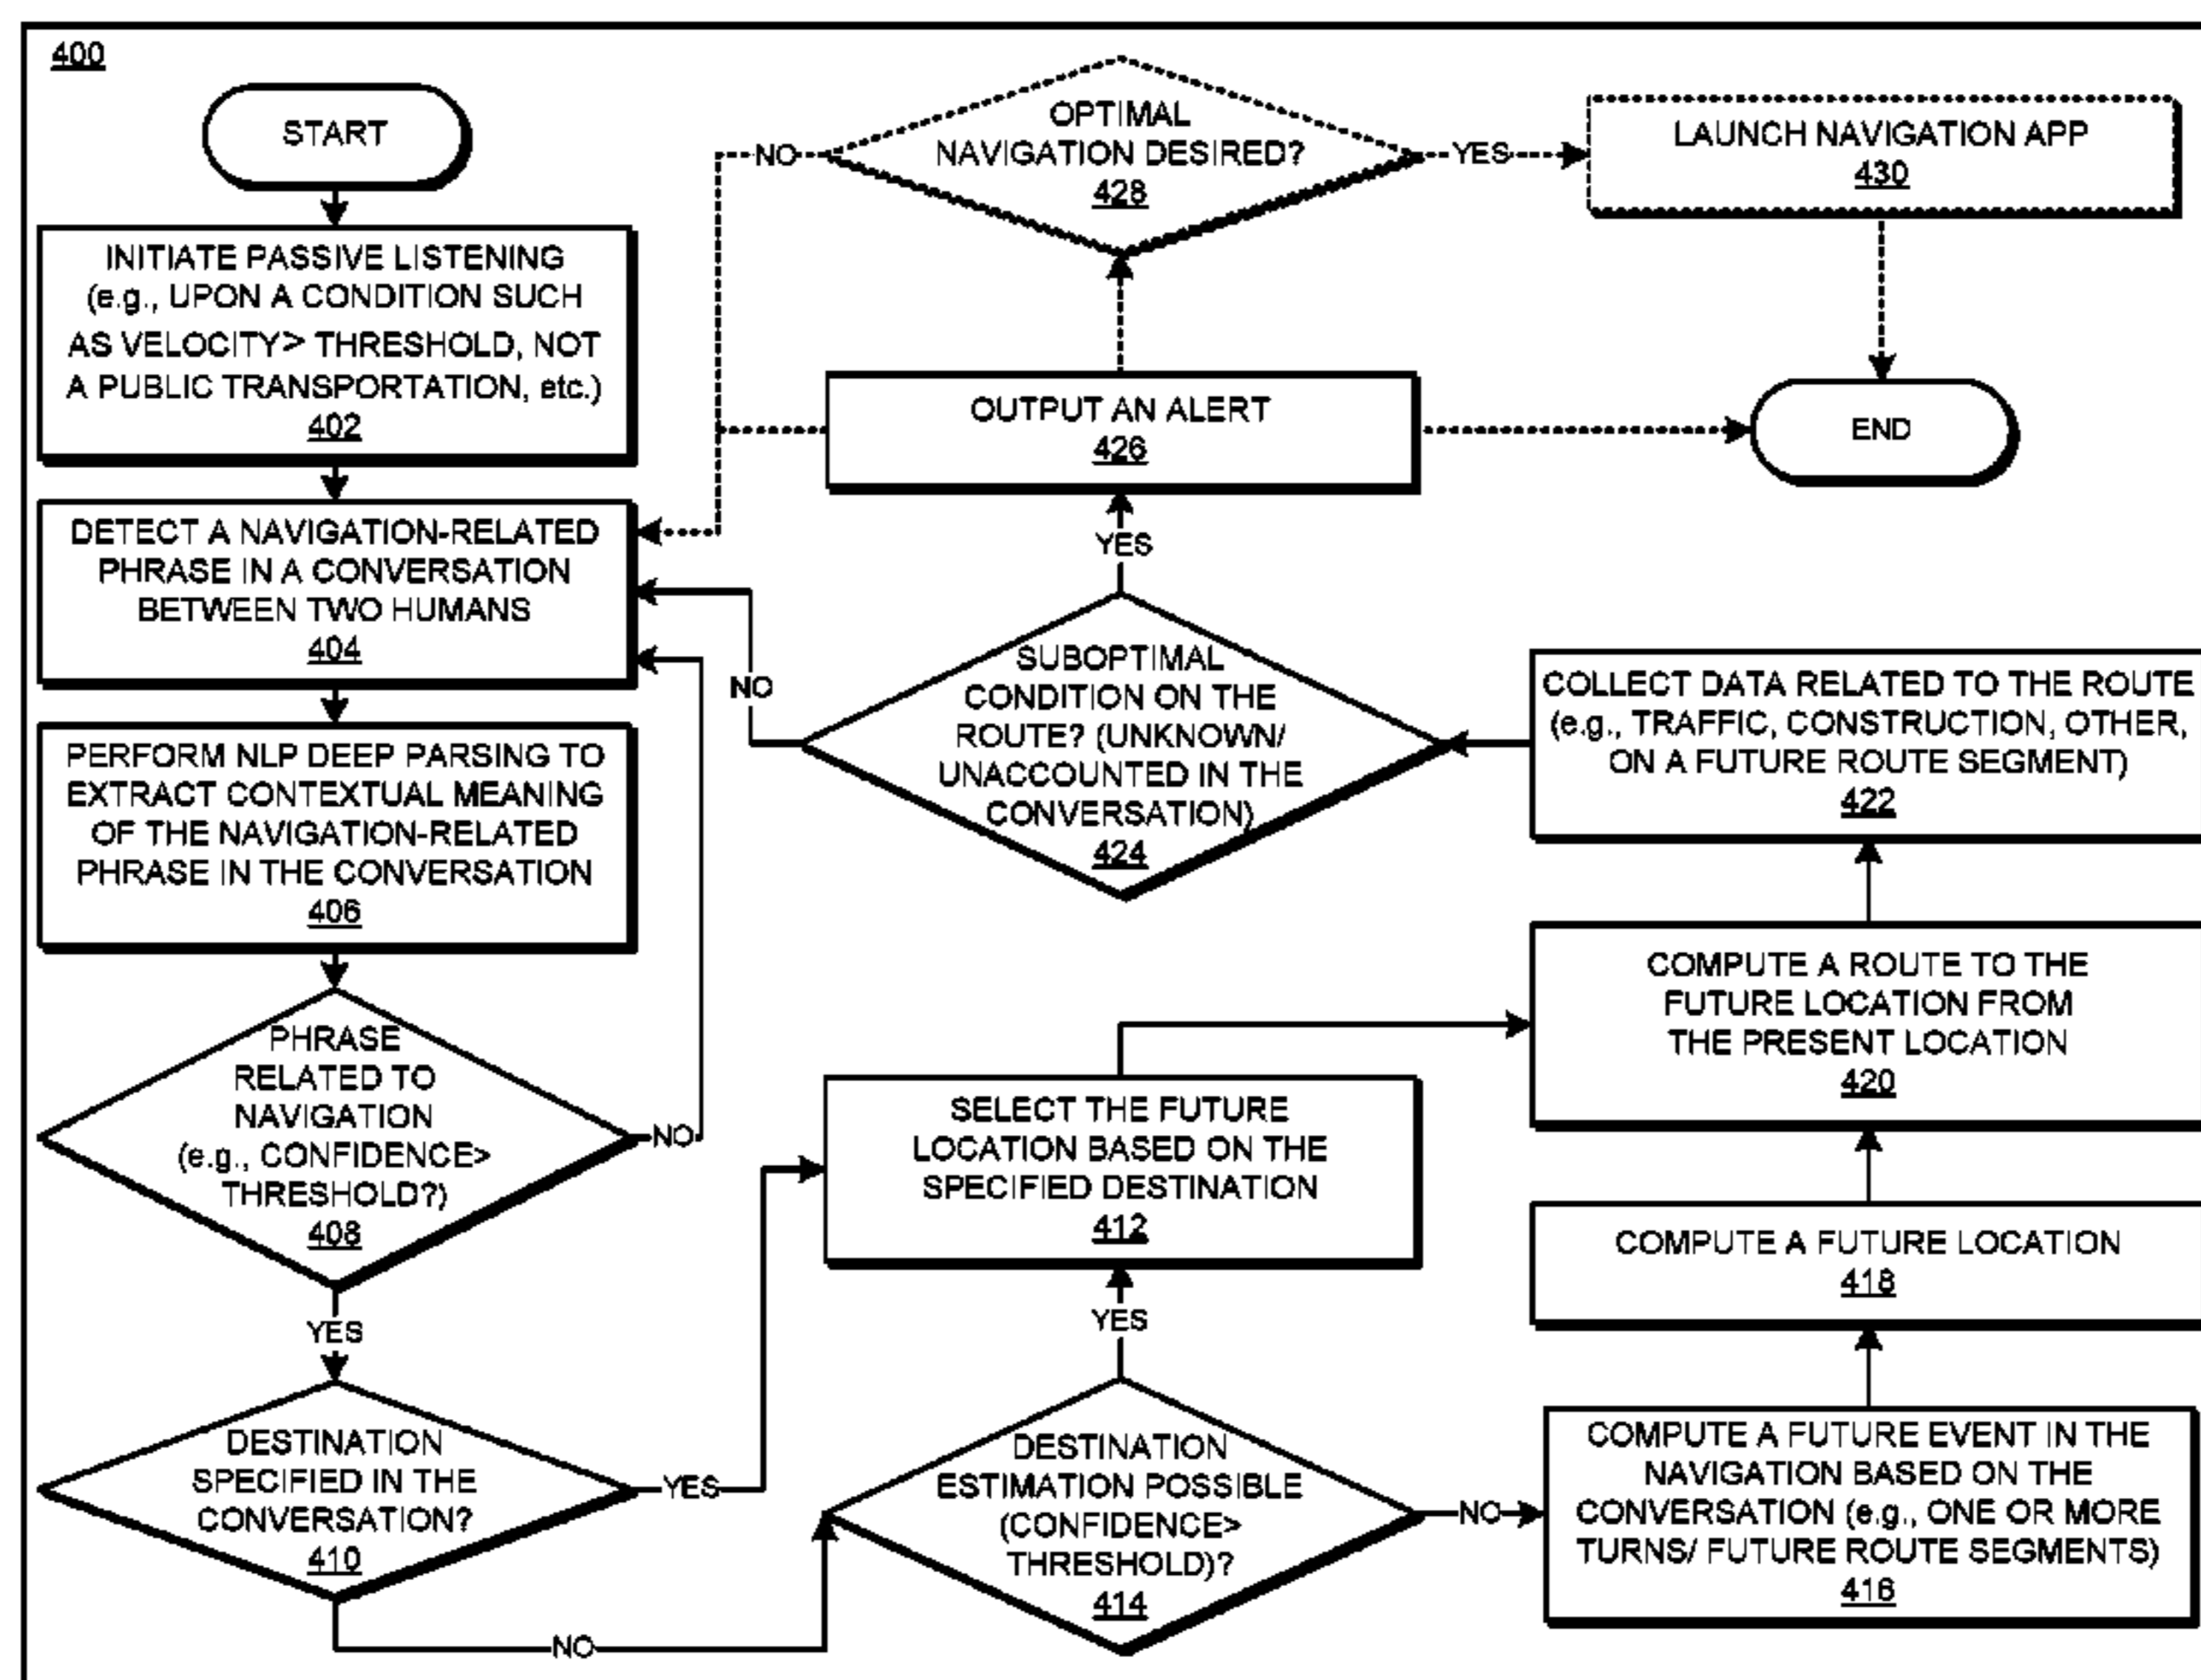 400
START
INITIATE PASSIVE LISTENING
(e.g., UPON A CONDITION SUCH
AS VELOCITY> THRESHOLD, NOT
A PUBLIC TRANSPORTATION, etc.)
402
DETECT A NAVIGATION-RELATED
PHRASE IN A CONVERSATION
BETWEEN TWO HUMANS
404
PERFORM NLP DEEP PARSING TO
EXTRACT CONTEXTUAL MEANING
OF THE NAVIGATION-RELATED
PHRASE IN THE CONVERSATION
406
PHRASE
RELATED TO
NAVIGATION
(e.g., CONFIDENCE>
THRESHOLD?)
408
NO
YES
DESTINATION
SPECIFIED IN THE
CONVERSATION?
410
YES
NO
SELECT THE FUTURE
LOCATION BASED ON THE
SPECIFIED DESTINATION
412
YES
DESTINATION
ESTIMATION POSSIBLE
(CONFIDENCE>
THRESHOLD)?
414
NO
COMPUTE A FUTURE EVENT IN THE
NAVIGATION BASED ON THE
CONVERSATION (e.g., ONE OR MORE
TURNS/ FUTURE ROUTE SEGMENTS)
416
COMPUTE A FUTURE LOCATION
418
COMPUTE A ROUTE TO THE
FUTURE LOCATION FROM
THE PRESENT LOCATION
420
COLLECT DATA RELATED TO THE ROUTE
(e.g., TRAFFIC, CONSTRUCTION, OTHER,
ON A FUTURE ROUTE SEGMENT)
422
SUBOPTIMAL
CONDITION ON THE
ROUTE? (UNKNOWN/
UNACCOUNTED IN THE
CONVERSATION)
424
NO
YES
OUTPUT AN ALERT
426
OPTIMAL
NAVIGATION DESIRED?
428
NO
YES
LAUNCH NAVIGATION APP
430
END